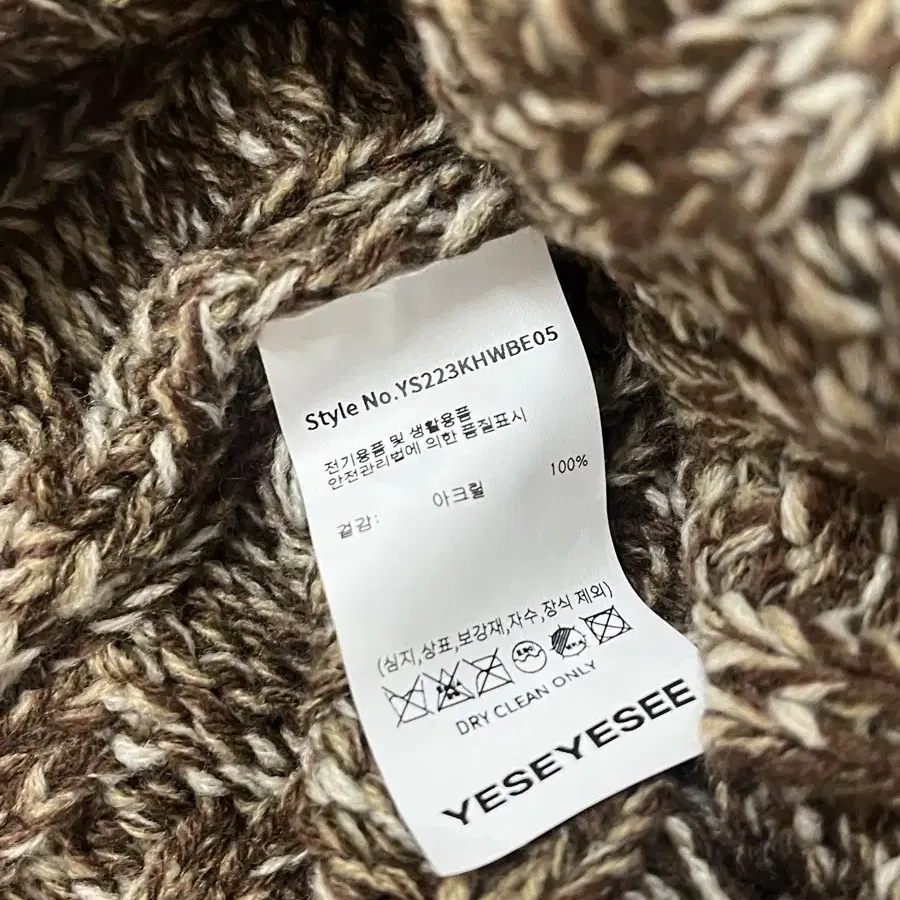 Style No.YS223KHWBE05
전기용품 및 생활용품
안전관리법에 의한 품질표시
겉감: 아크릴 100%
(심지,상표,보강재,자수,장식 제외)
DRY CLEAN ONLY
YESEYESEE